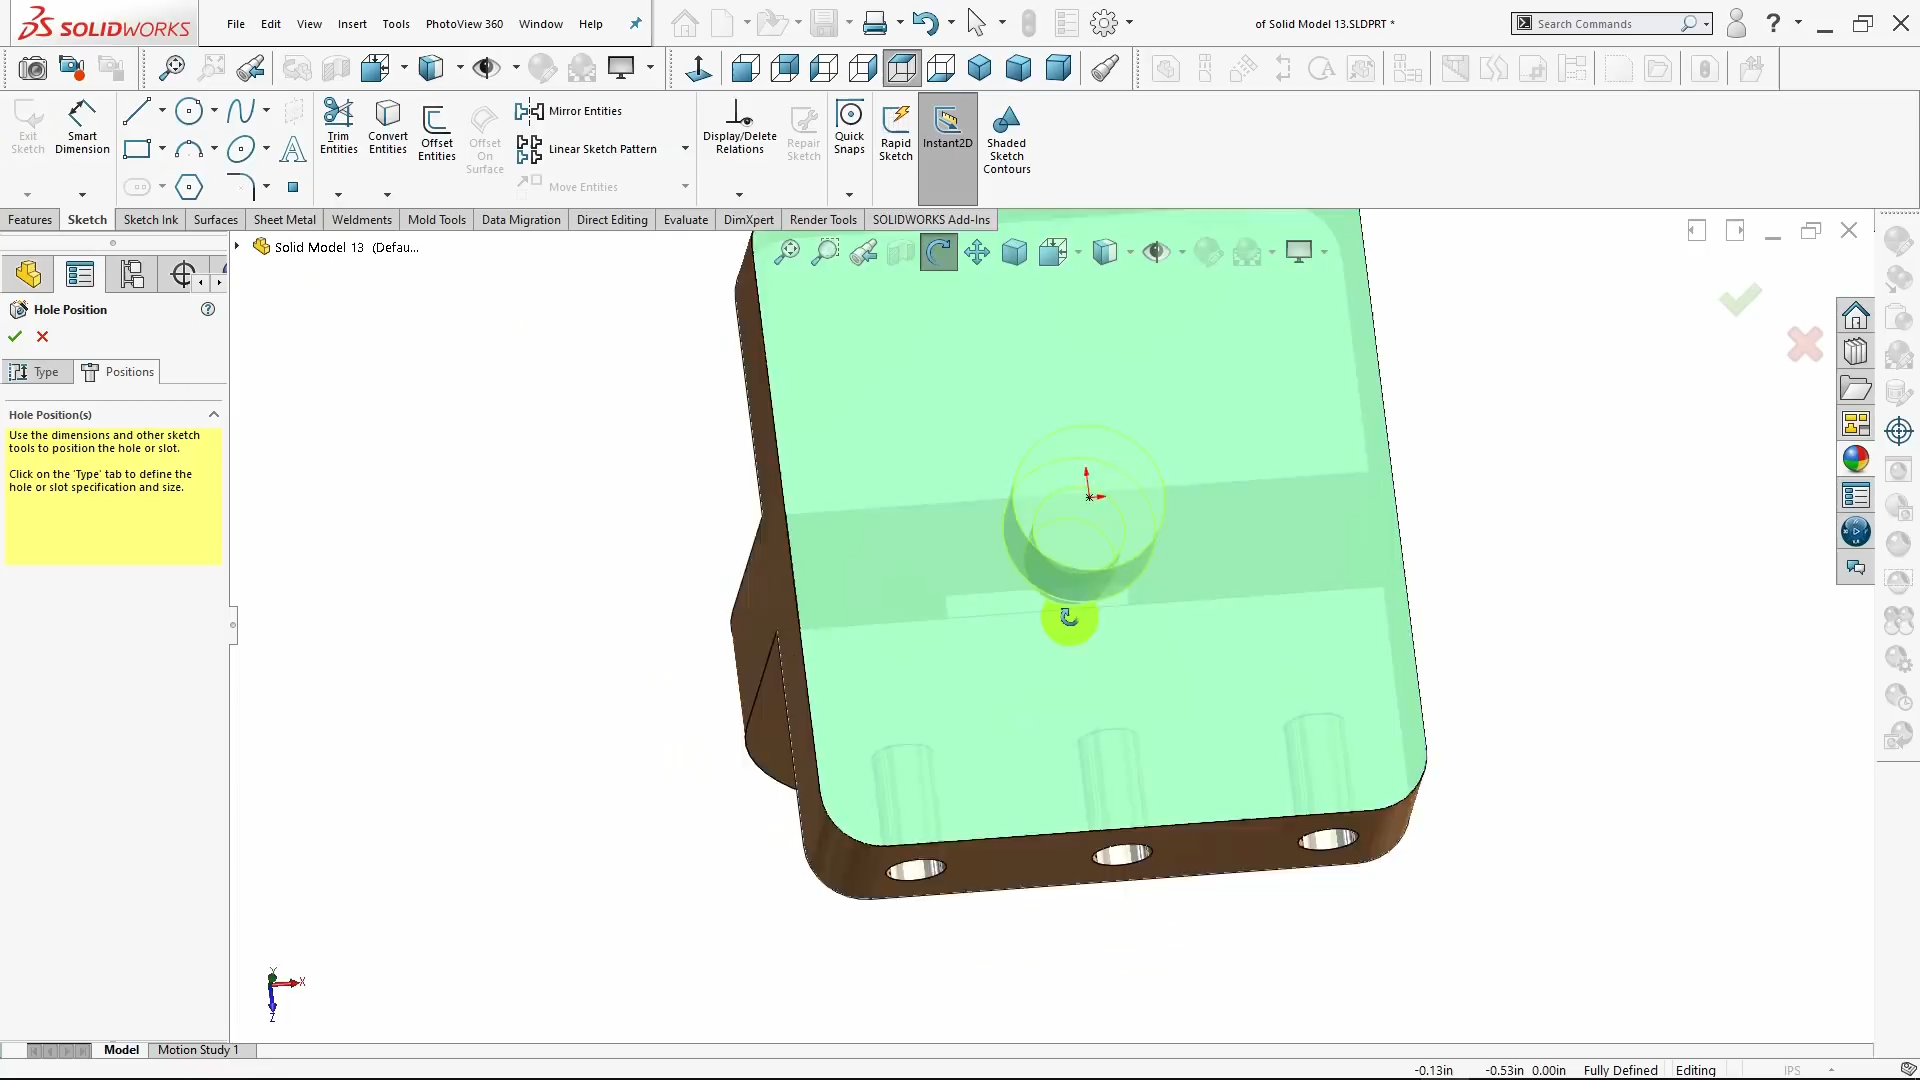 SOLIDWORKS File Edit View Insert Tools PhotoView 360 Window Help of Solid Model 13.SLDPRT * Search Commands ?
Exit Sketch
Smart Dimension
Trim Entities
Convert Entities
Offset Entities
Offset On Surface
Mirror Entities
Linear Sketch Pattern
Move Entities
Display/Delete Relations
Repair Sketch
Quick Snaps
Rapid Sketch
Instant2D
Shaded Sketch Contours
Features Sketch Sketch Ink Surfaces Sheet Metal Weldments Mold Tools Data Migration Direct Editing Evaluate DimXpert Render Tools SOLIDWORKS Add-Ins
Solid Model 13 (Defau...
Hole Position ?
Type Positions
Hole Position(s)
Use the dimensions and other sketch
tools to position the hole or slot.
Click on the 'Type' tab to define the
hole or slot specification and size.
Y
X
Z
Model Motion Study 1
-0.13in -0.53in 0.00in Fully Defined Editing IPS